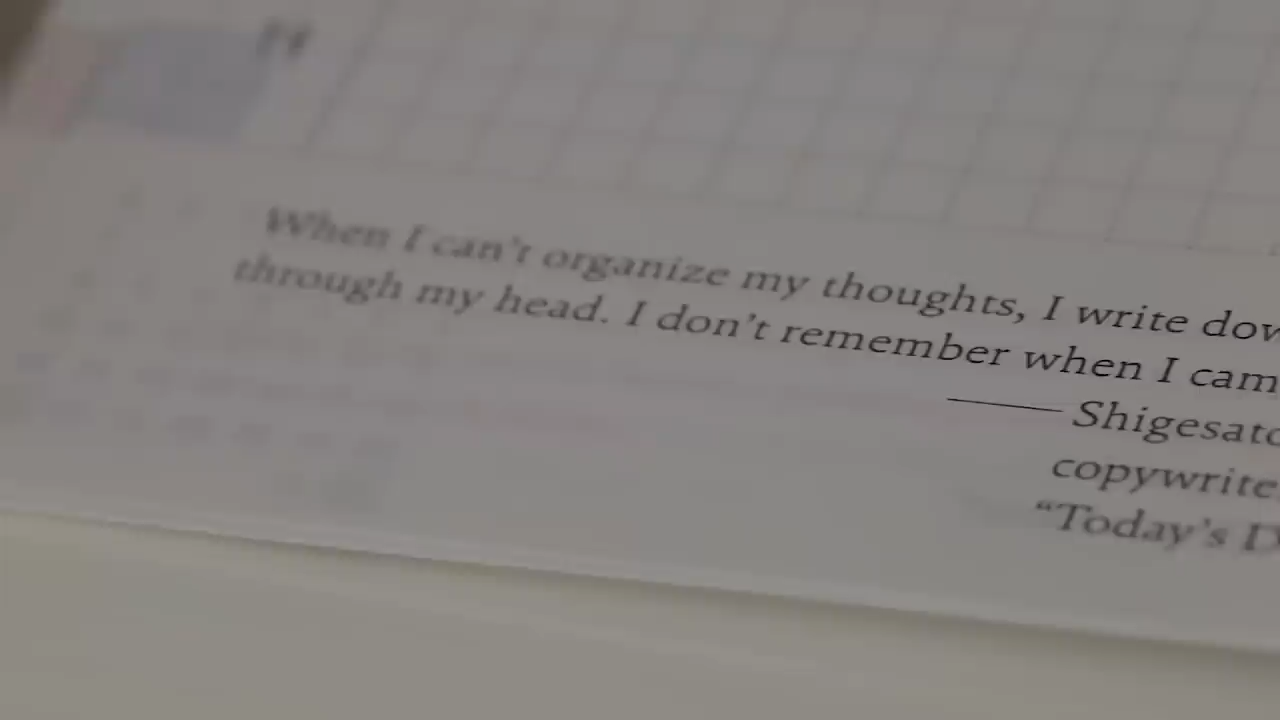 When I can't organize my thoughts, I write dow
through my head. I don't remember when I cam
—— Shigesato
copywrite
"Today's D